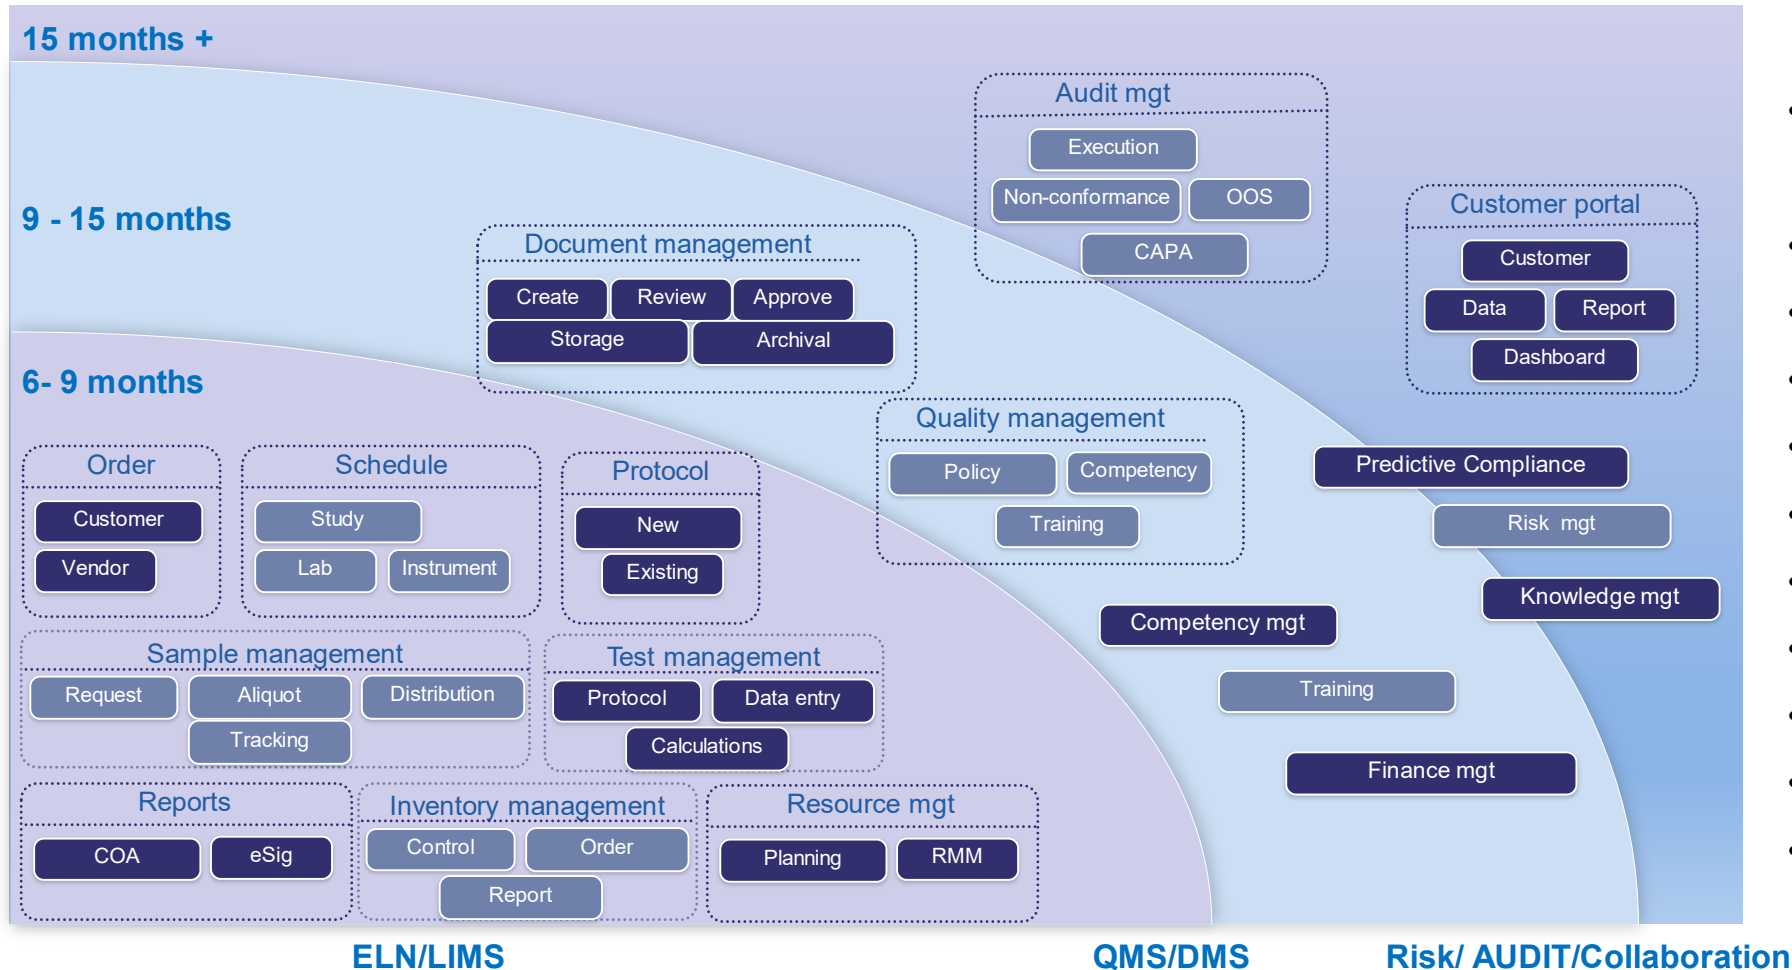 15 months +
Audit mgt
Execution
Non-conformance
OOS
CAPA
Customer portal
Customer
Data
Report
Dashboard
9 - 15 months
Document management
Create
Review
Approve
Storage
Archival
Quality management
Policy
Competency
Training
Predictive Compliance
Risk mgt
Knowledge mgt
Competency mgt
Training
Finance mgt
6- 9 months
Order
Customer
Vendor
Schedule
Study
Lab
Instrument
Protocol
New
Existing
Sample management
Request
Aliquot
Distribution
Tracking
Test management
Protocol
Data entry
Calculations
Reports
COA
eSig
Inventory management
Control
Order
Report
Resource mgt
Planning
RMM
ELN/LIMS
QMS/DMS
Risk/ AUDIT/Collaboration